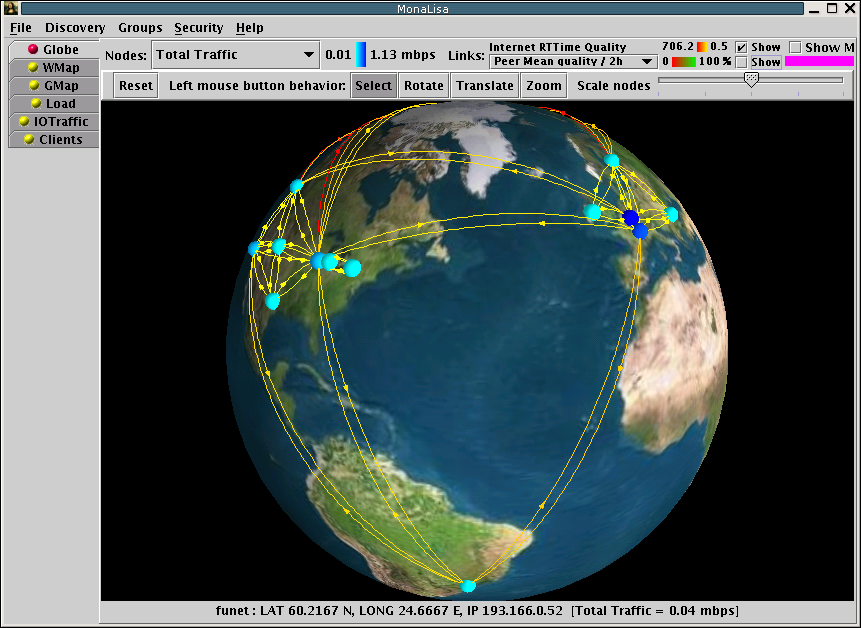 MonaLisa
File Discovery Groups Security Help
Globe
WMap
GMap
Load
IOTraffic
Clients
Nodes: Total Traffic 0.01 1.13 mbps Links:
Internet RTTime Quality 706.2 0.5 Show Show M
Peer Mean quality / 2h 0 100 % Show
Reset Left mouse button behavior: Select Rotate Translate Zoom Scale nodes
funet : LAT 60.2167 N, LONG 24.6667 E, IP 193.166.0.52 [Total Traffic = 0.04 mbps]